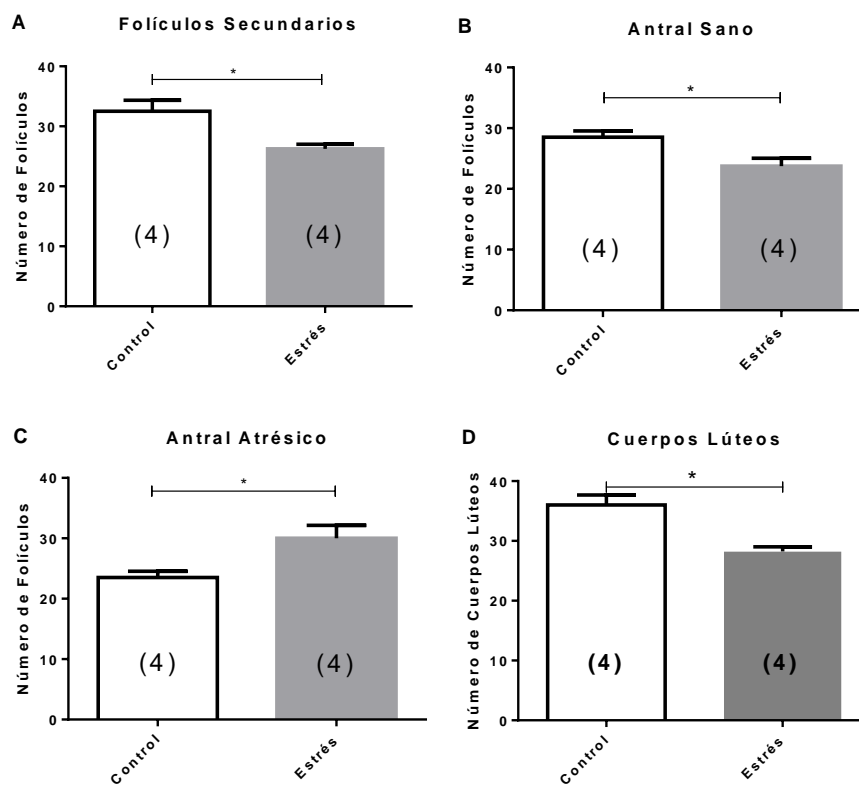 A
Folículos Secundarios
Número de Folículos
40
30
20
10
0
*
(4)
(4)
Control
Estrés
B
Antral Sano
Número de Folículos
40
30
20
10
0
*
(4)
(4)
Control
Estrés
C
Antral Atrésico
Número de Folículos
40
30
20
10
0
*
(4)
(4)
Control
Estrés
D
Cuerpos Lúteos
Número de Cuerpos Lúteos
40
30
20
10
0
*
(4)
(4)
Control
Estrés